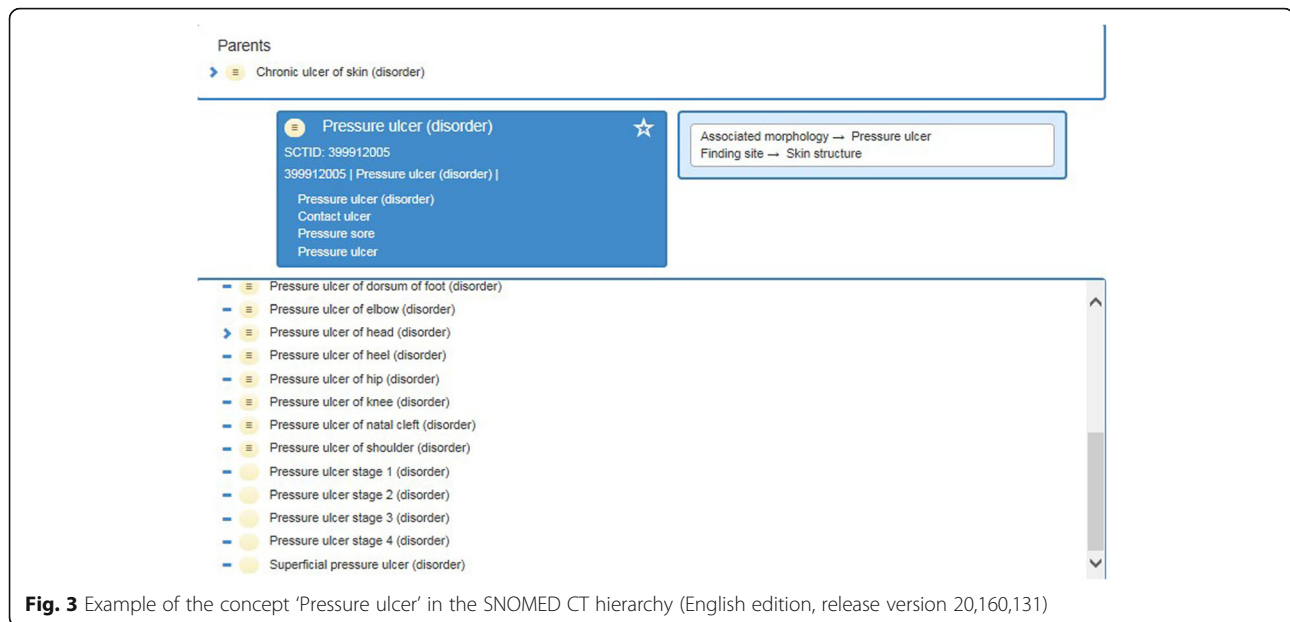 Parents
Chronic ulcer of skin (disorder)
Pressure ulcer (disorder)
SCTID: 399912005
399912005 | Pressure ulcer (disorder) |
Pressure ulcer (disorder)
Contact ulcer
Pressure sore
Pressure ulcer
Associated morphology → Pressure ulcer
Finding site → Skin structure
Pressure ulcer of dorsum of foot (disorder)
Pressure ulcer of elbow (disorder)
Pressure ulcer of head (disorder)
Pressure ulcer of heel (disorder)
Pressure ulcer of hip (disorder)
Pressure ulcer of knee (disorder)
Pressure ulcer of natal cleft (disorder)
Pressure ulcer of shoulder (disorder)
Pressure ulcer stage 1 (disorder)
Pressure ulcer stage 2 (disorder)
Pressure ulcer stage 3 (disorder)
Pressure ulcer stage 4 (disorder)
Superficial pressure ulcer (disorder)
Fig. 3 Example of the concept ‘Pressure ulcer’ in the SNOMED CT hierarchy (English edition, release version 20,160,131)